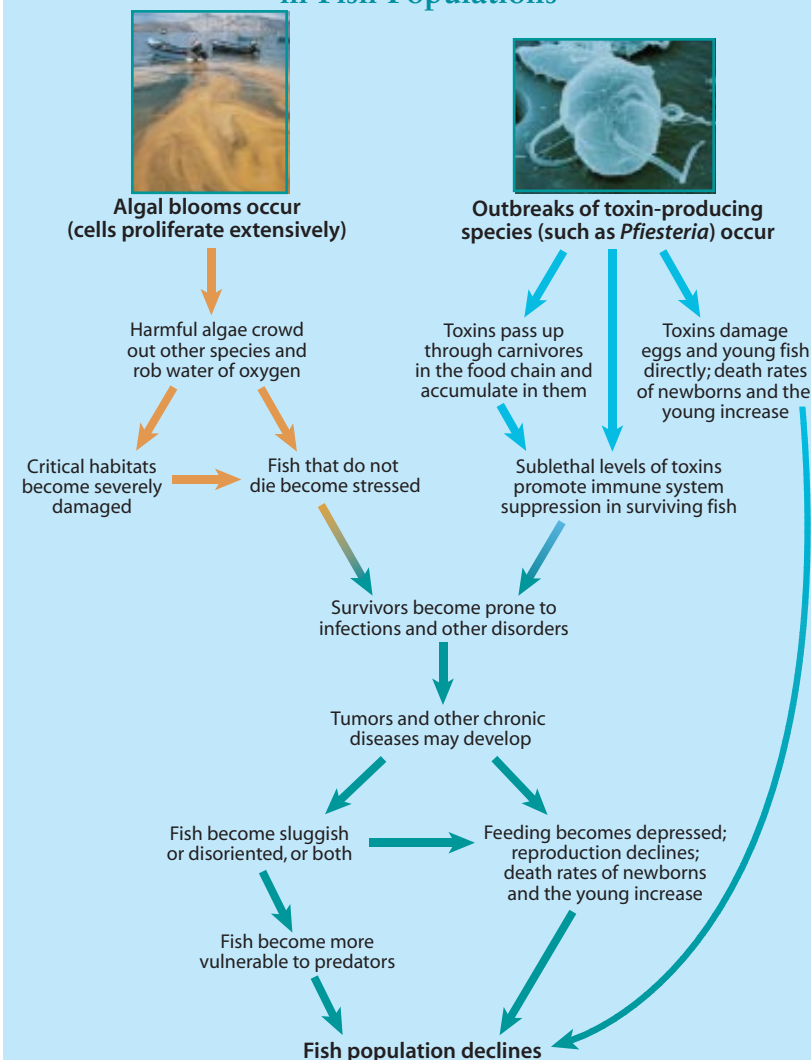 in Fish Populations
Algal blooms occur
(cells proliferate extensively)
Outbreaks of toxin-producing
species (such as Pfiesteria) occur
Harmful algae crowd
out other species and
rob water of oxygen
Toxins pass up
through carnivores
in the food chain and
accumulate in them
Toxins damage
eggs and young fish
directly; death rates
of newborns and the
young increase
Critical habitats
become severely
damaged
Fish that do not
die become stressed
Sublethal levels of toxins
promote immune system
suppression in surviving fish
Survivors become prone to
infections and other disorders
Tumors and other chronic
diseases may develop
Fish become sluggish
or disoriented, or both
Feeding becomes depressed;
reproduction declines;
death rates of newborns
and the young increase
Fish become more
vulnerable to predators
Fish population declines